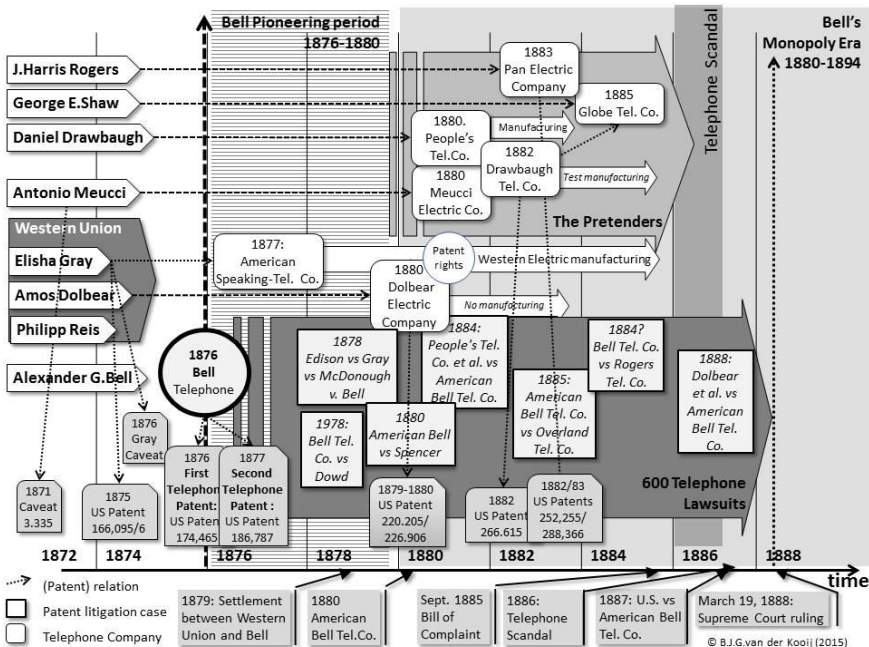 Bell Pioneering period
1876-1880
Bell's
Monopoly Era
1880-1894
Telephone Scandal
J.Harris Rogers
George E.Shaw
Daniel Drawbaugh
Antonio Meucci
Western Union
Elisha Gray
Amos Dolbear
Philipp Reis
Alexander G.Bell
1883
Pan Electric
Company
1885
Globe Tel. Co.
1880.
People's
Tel.Co.
Manufacturing
1882
Drawbaugh
Tel. Co.
1880
Meucci
Electric Co.
Test manufacturing
The Pretenders
1877:
American
Speaking-Tel. Co.
Patent
rights
Western Electric manufacturing
1880
Dolbear
Electric
Company
No manufacturing
1876
Bell
Telephone
1878
Edison vs Gray
vs McDonough
v. Bell
1884:
People's Tel.
Co. et al. vs
American
Bell Tel. Co.
1884?
Bell Tel. Co.
vs Rogers
Tel. Co.
1885:
American
Bell Tel. Co.
vs Overland
Tel. Co.
1888:
Dolbear
et al. vs
American
Bell Tel.
Co.
1978:
Bell Tel.
Co. vs
Dowd
1880
American Bell
vs Spencer
600 Telephone
Lawsuits
1876
Gray
Caveat
1871
Caveat
3.335
1875
US Patent
166,095/6
1876
First
Telephon
Patent:
US Paten
174,465
1877
Second
Telephone
Patent :
US Patent
186,787
1879-1880
US Patent
220.205/
226.906
1882
US Paten
266.615
1882/83
US Patents
252,255/
288,366
1872 1874 1876 1878 1880 1882 1884 1886 1888
time
(Patent) relation
Patent litigation case
Telephone Company
1879: Settlement
between Western
Union and Bell
1880
American
Bell Tel.Co.
Sept. 1885
Bill of
Complaint
1886:
Telephone
Scandal
1887: U.S. vs
American Bell
Tel. Co.
March 19, 1888:
Supreme Court
ruling
© B.J.G.van der Kooij (2015)